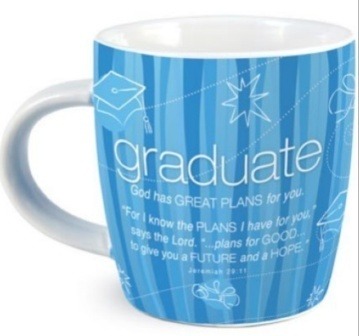 graduate
God has GREAT PLANS for you.
"For I know the PLANS I have for you,"
says the Lord. "...plans for GOOD...
to give you a FUTURE and a HOPE."
Jeremiah 29:11